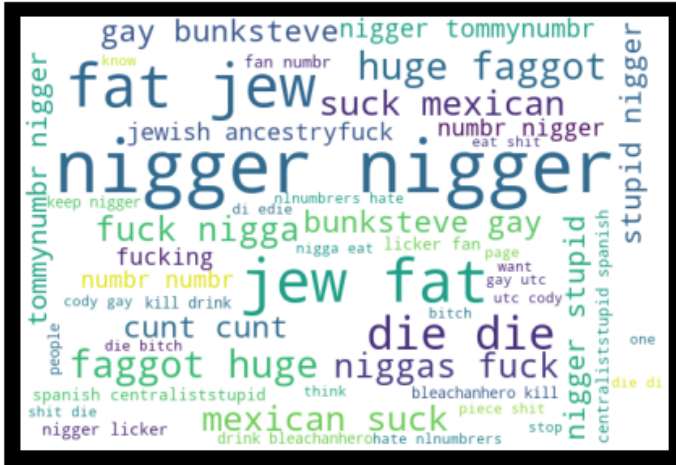 gay bunksteve
nigger tommynumbr
know
fan numbr
fat jew
huge faggot
suck mexican
jewish ancestryfuck
numbr nigger
eat shit
nigger nigger
stupid nigger
tommynumbr nigger
keep nigger
nlnumbrers hate
di edie
fuck nigga
bunksteve gay
nigga eat
licker fan
page
fucking
numbr numbr
jew fat
want
gay utc
utc cody
cody gay
kill drink
bitch
cunt cunt
die die
nigger stupid
centraliststupid spanish
one
people
die bitch
faggot huge
niggas fuck
die di
spanish centraliststupid
think
bleachanhero kill
shit die
mexican suck
piece shit
nigger licker
stop
drink bleachanhero
hate nlnumbrers